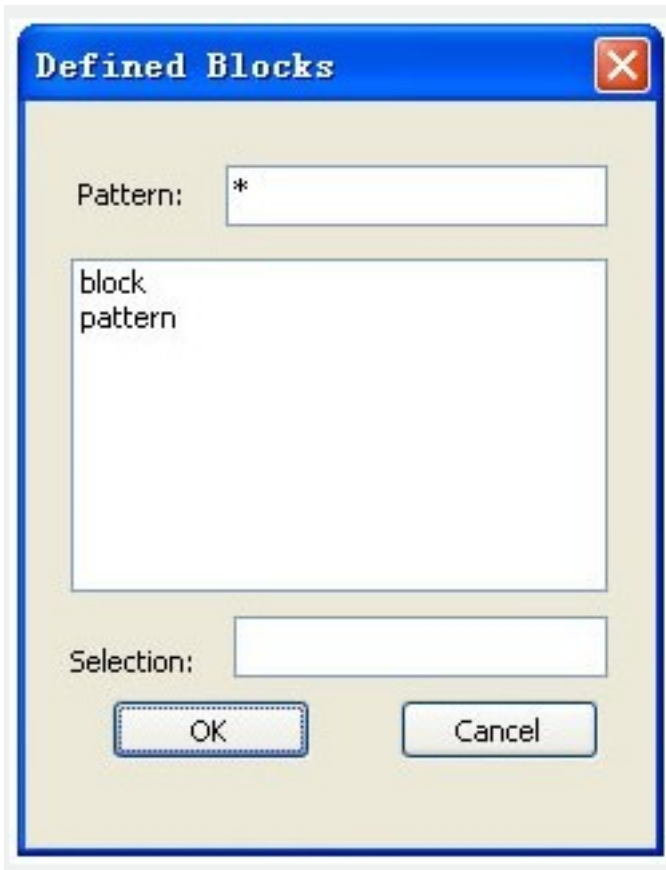 Defined Blocks
Pattern: *
block
pattern
Selection:
OK Cancel